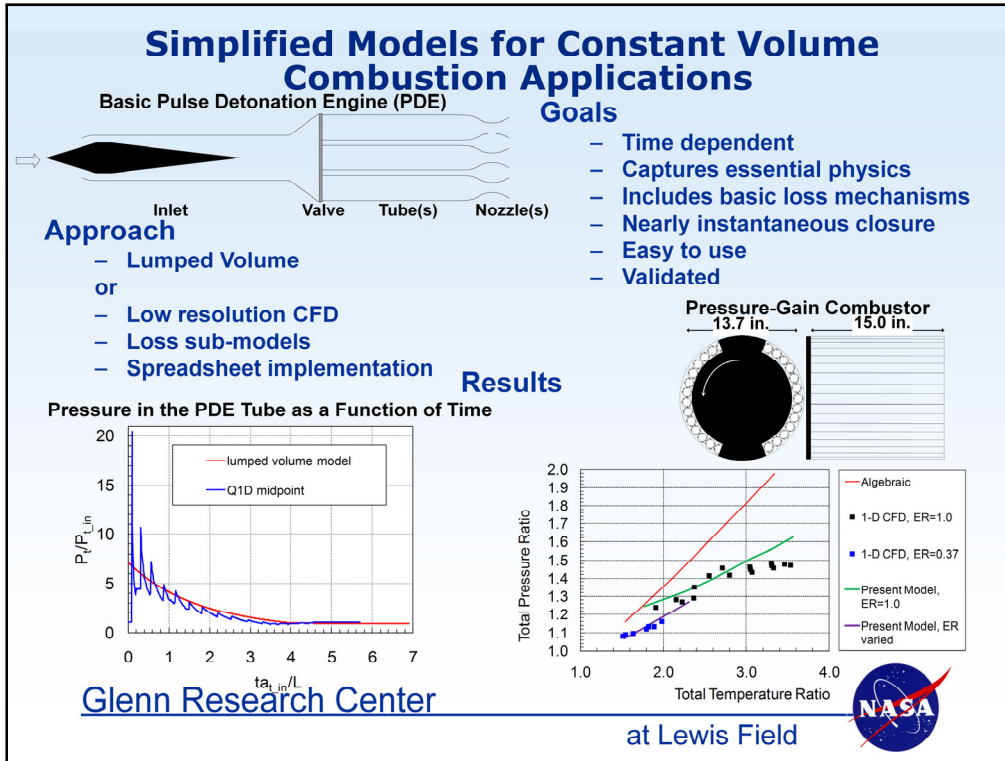 Simplified Models for Constant Volume
Combustion Applications
Basic Pulse Detonation Engine (PDE)
Inlet
Valve
Tube(s)
Nozzle(s)
Goals
– Time dependent
– Captures essential physics
– Includes basic loss mechanisms
– Nearly instantaneous closure
– Easy to use
– Validated
Approach
– Lumped Volume
or
– Low resolution CFD
– Loss sub-models
– Spreadsheet implementation
Pressure-Gain Combustor
13.7 in.
15.0 in.
Results
Pressure in the PDE Tube as a Function of Time
20
15
10
5
0
Pt/Pt_in
lumped volume model
Q1D midpoint
0 1 2 3 4 5 6 7
ta_t_in/L
2.0
1.9
1.8
1.7
1.6
1.5
1.4
1.3
1.2
1.1
1.0
Total Pressure Ratio
1.0 2.0 3.0 4.0
Total Temperature Ratio
Algebraic
1-D CFD, ER=1.0
1-D CFD, ER=0.37
Present Model,
ER=1.0
Present Model, ER
varied
Glenn Research Center
at Lewis Field
NASA